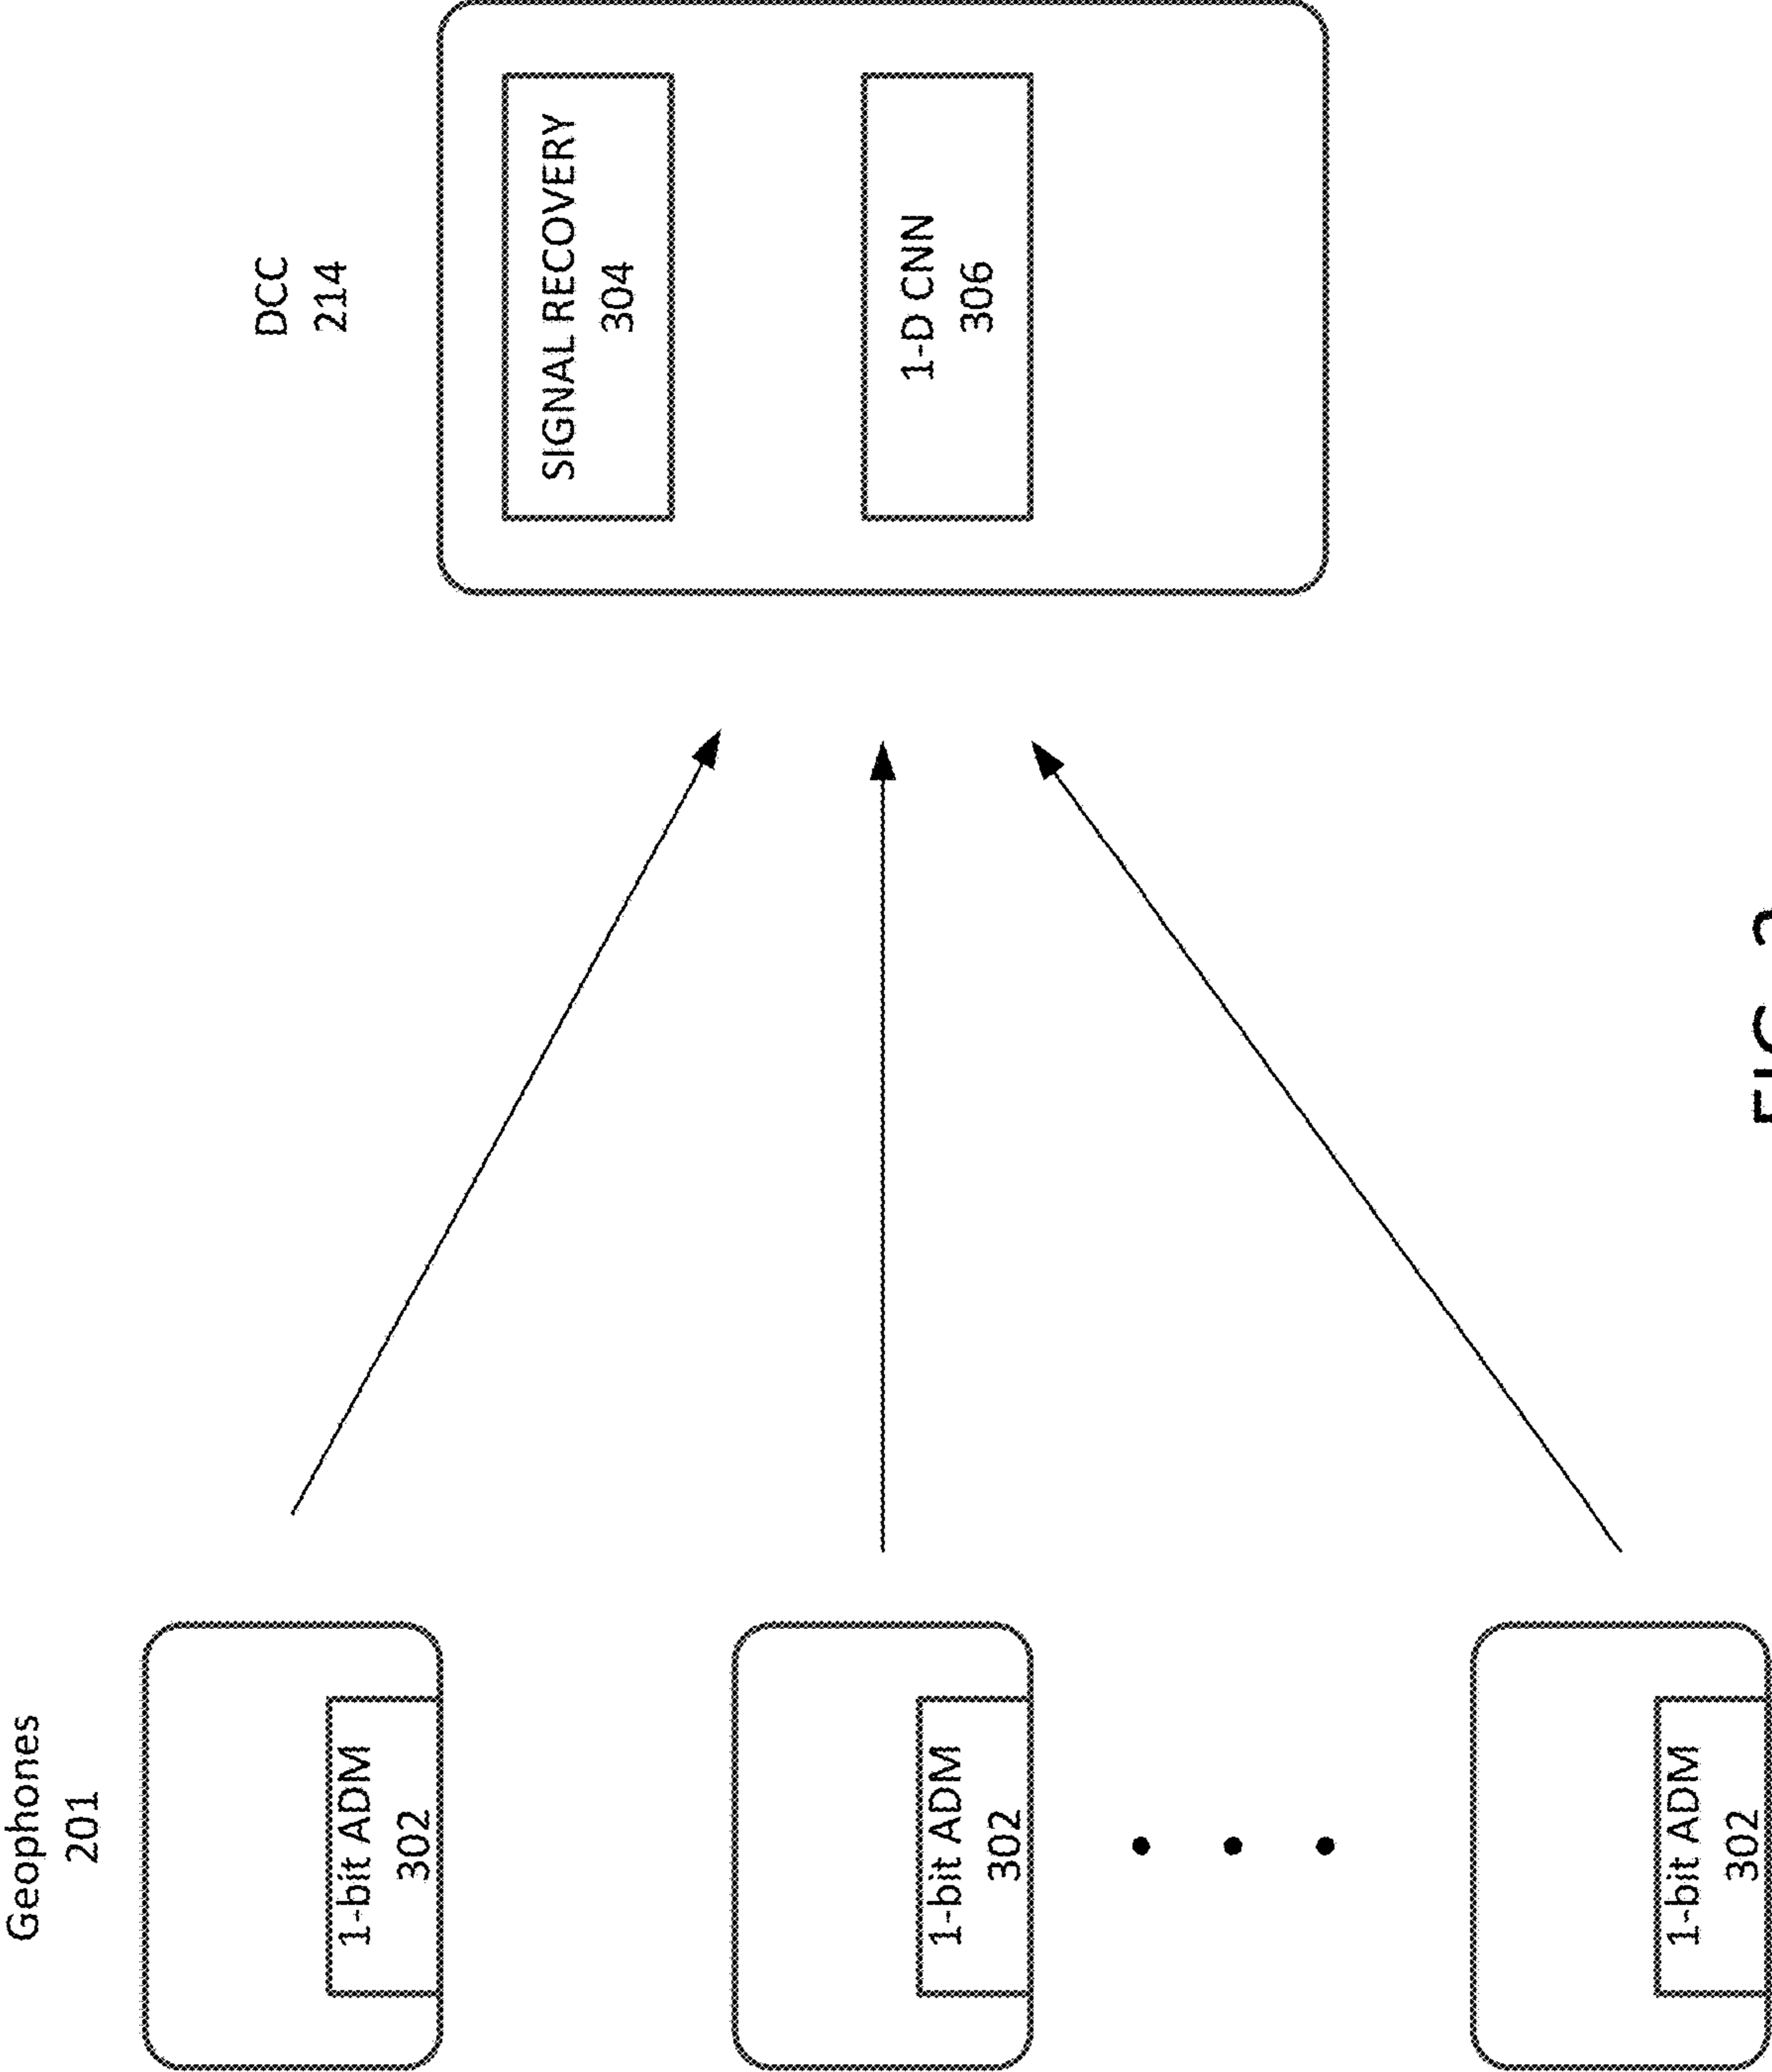 Geophones
201
1-bit ADM
302
1-bit ADM
302
1-bit ADM
302
DCC
214
SIGNAL RECOVERY
304
1-D CNN
306
FIG